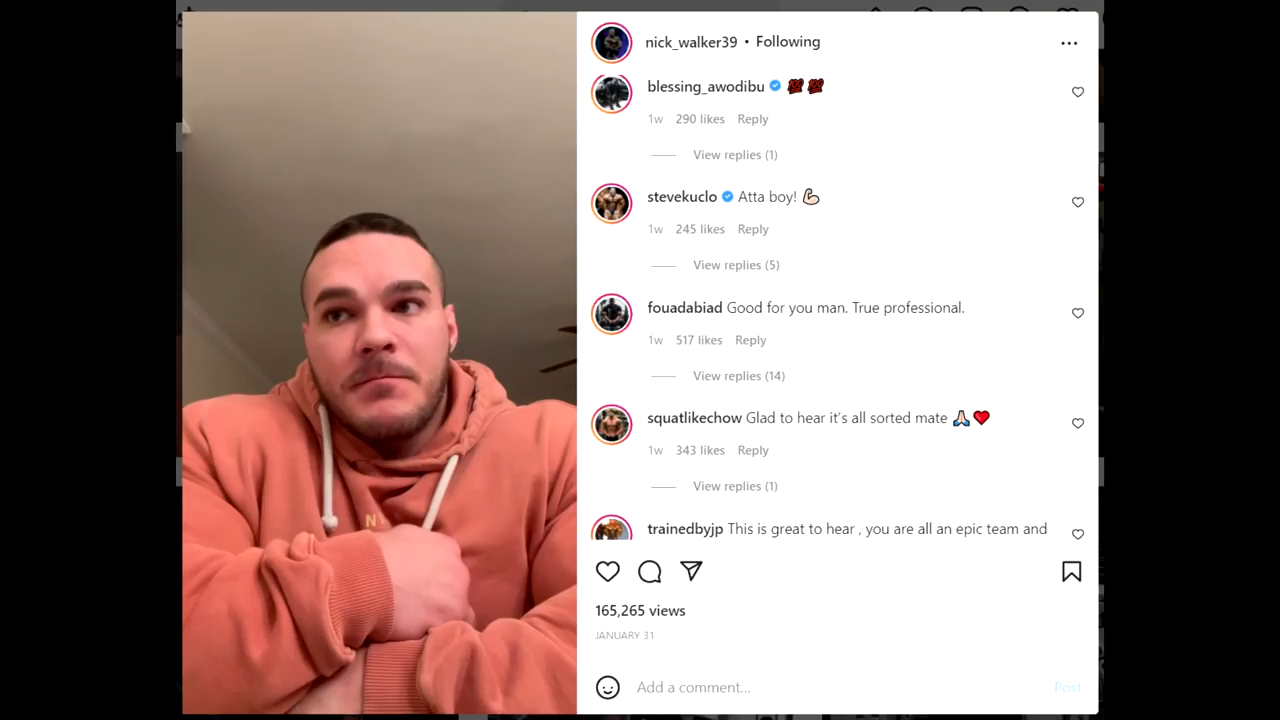 nick_walker39 • Following
blessing_awodibu 💯 💯
1w 290 likes Reply
View replies (1)
stevekuclo Atta boy! 💪🏻
1w 245 likes Reply
View replies (5)
fouadabiad Good for you man. True professional.
1w 517 likes Reply
View replies (14)
squatlikechow Glad to hear it's all sorted mate 🙏🏻❤️
1w 343 likes Reply
View replies (1)
trainedbyjp This is great to hear , you are all an epic team and
165,265 views
JANUARY 31
Add a comment...
Post